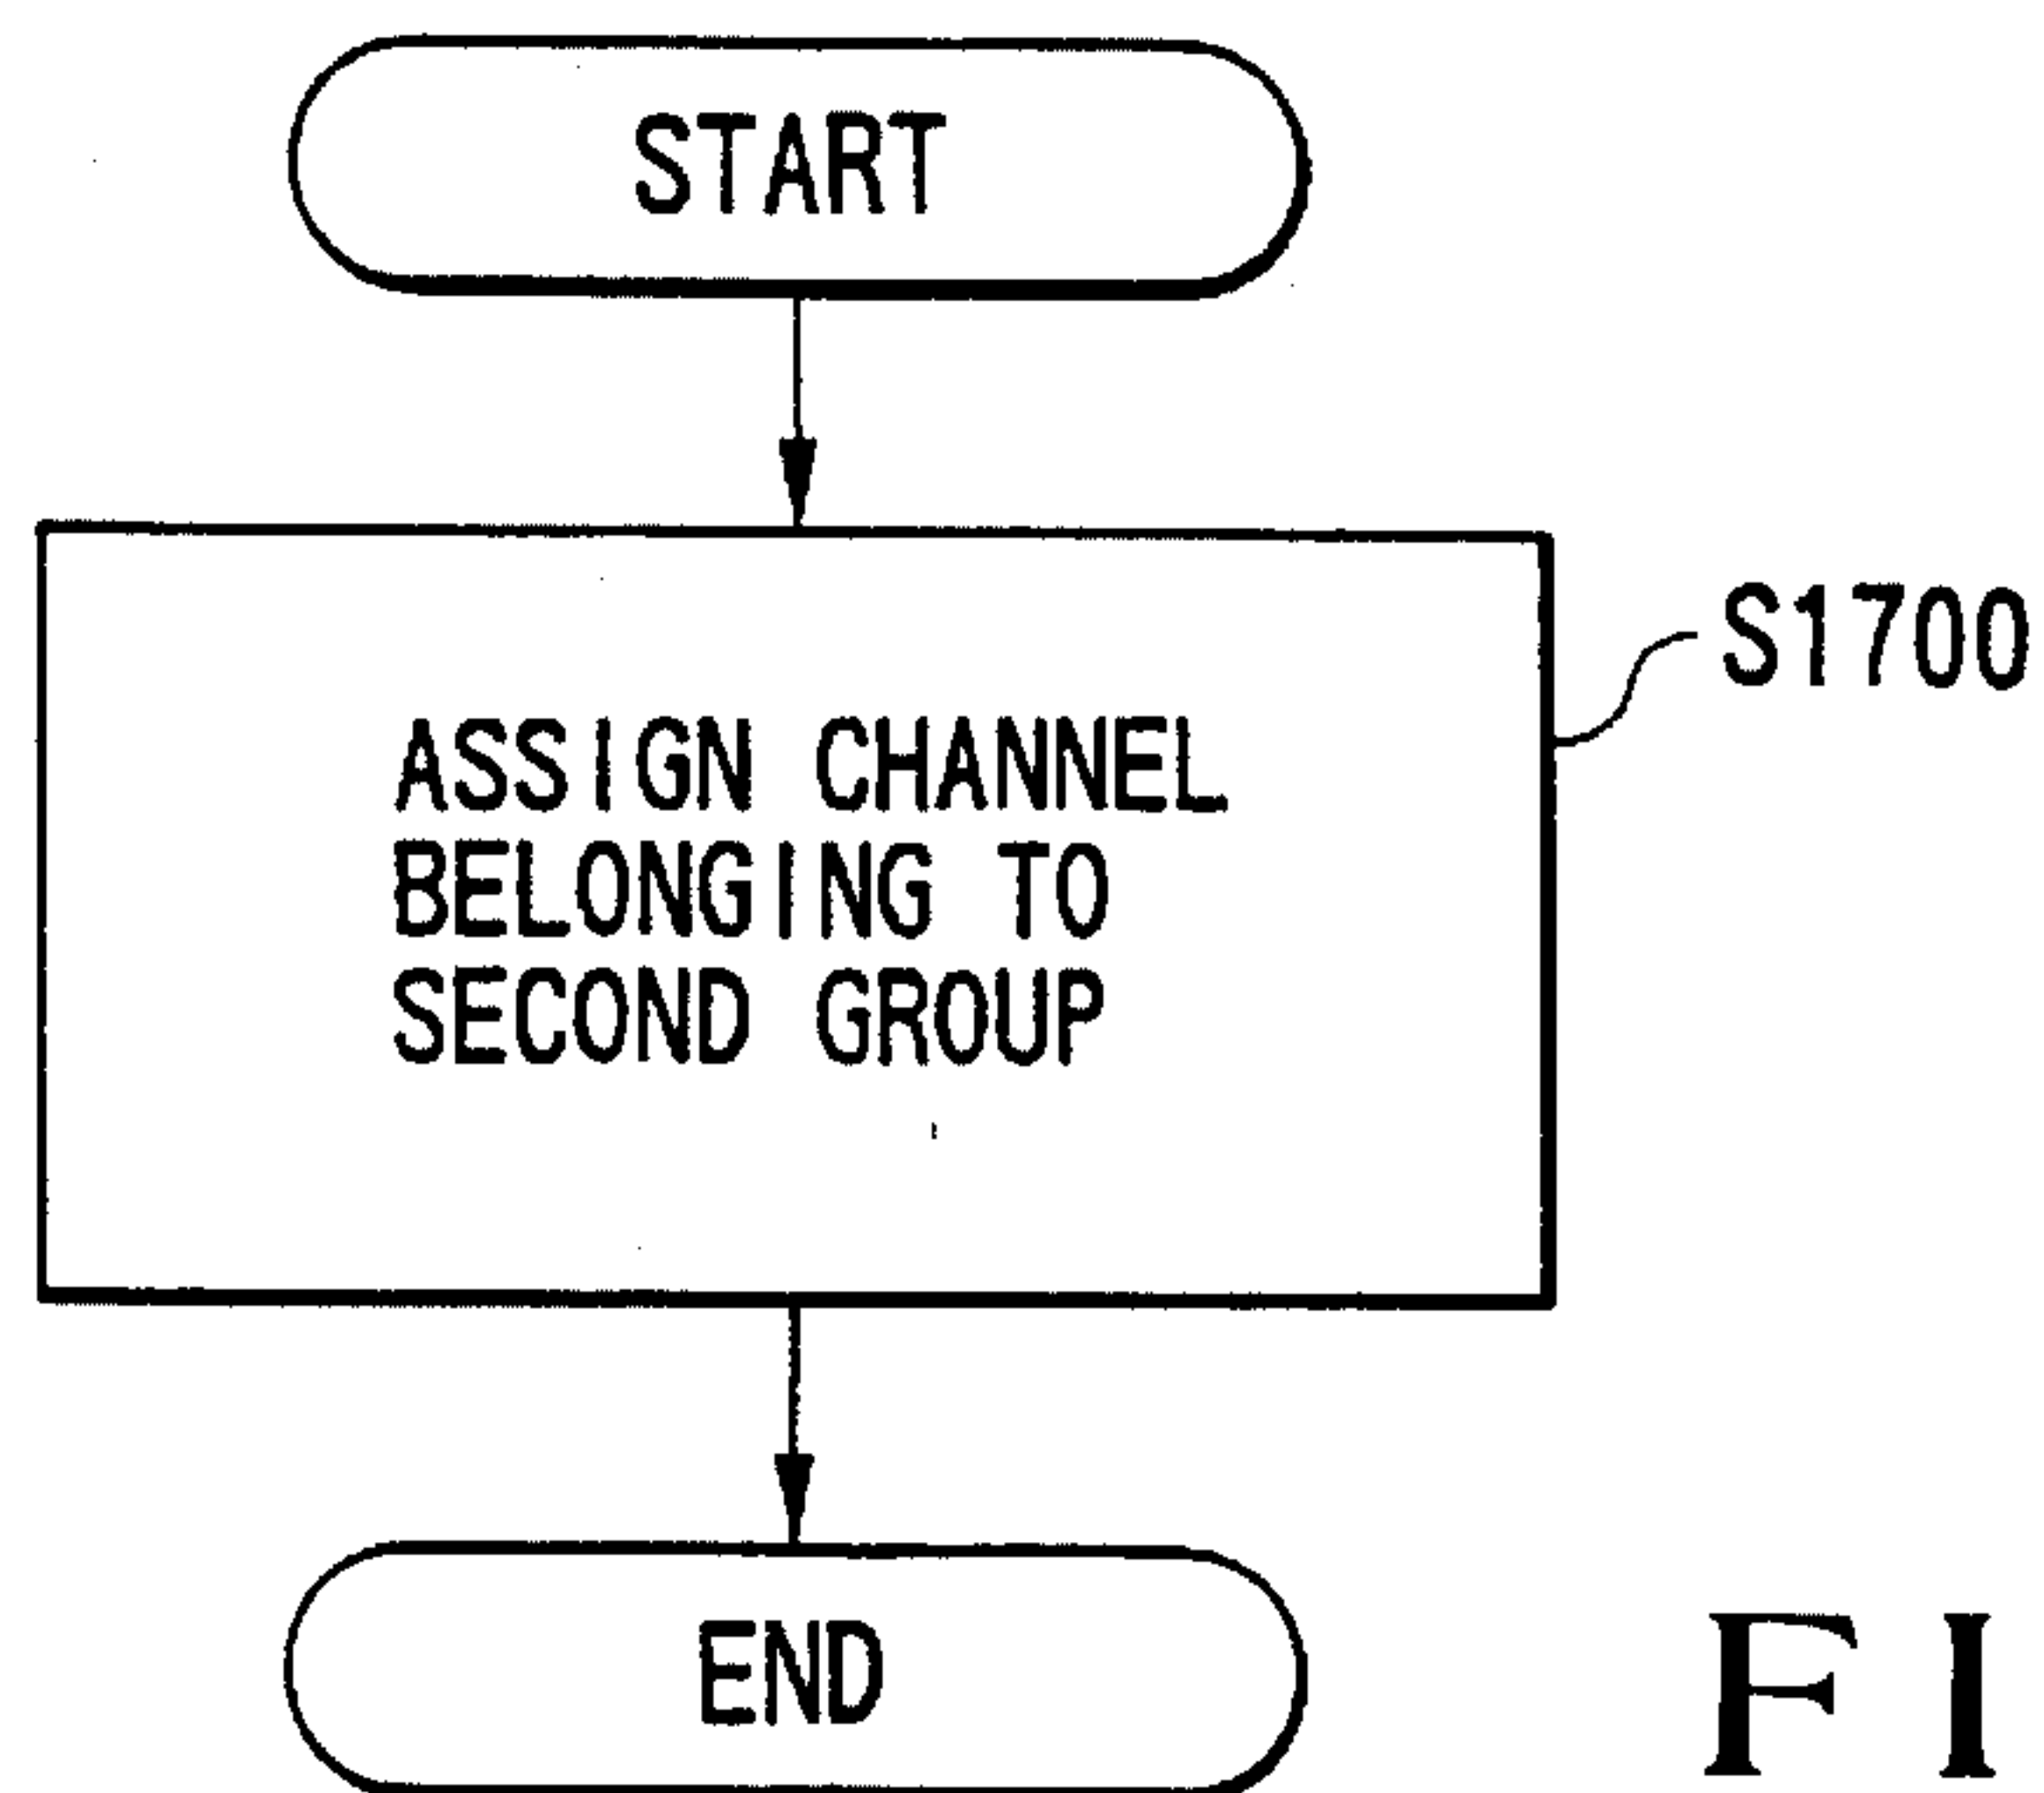 START
S1700
ASSIGN CHANNEL
BELONGING TO
SECOND GROUP
END
FI